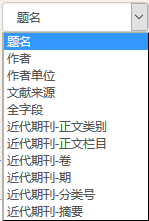 题名
题名
作者
作者单位
文献来源
全字段
近代期刊-正文类别
近代期刊-正文栏目
近代期刊-卷
近代期刊-期
近代期刊-分类号
近代期刊-摘要